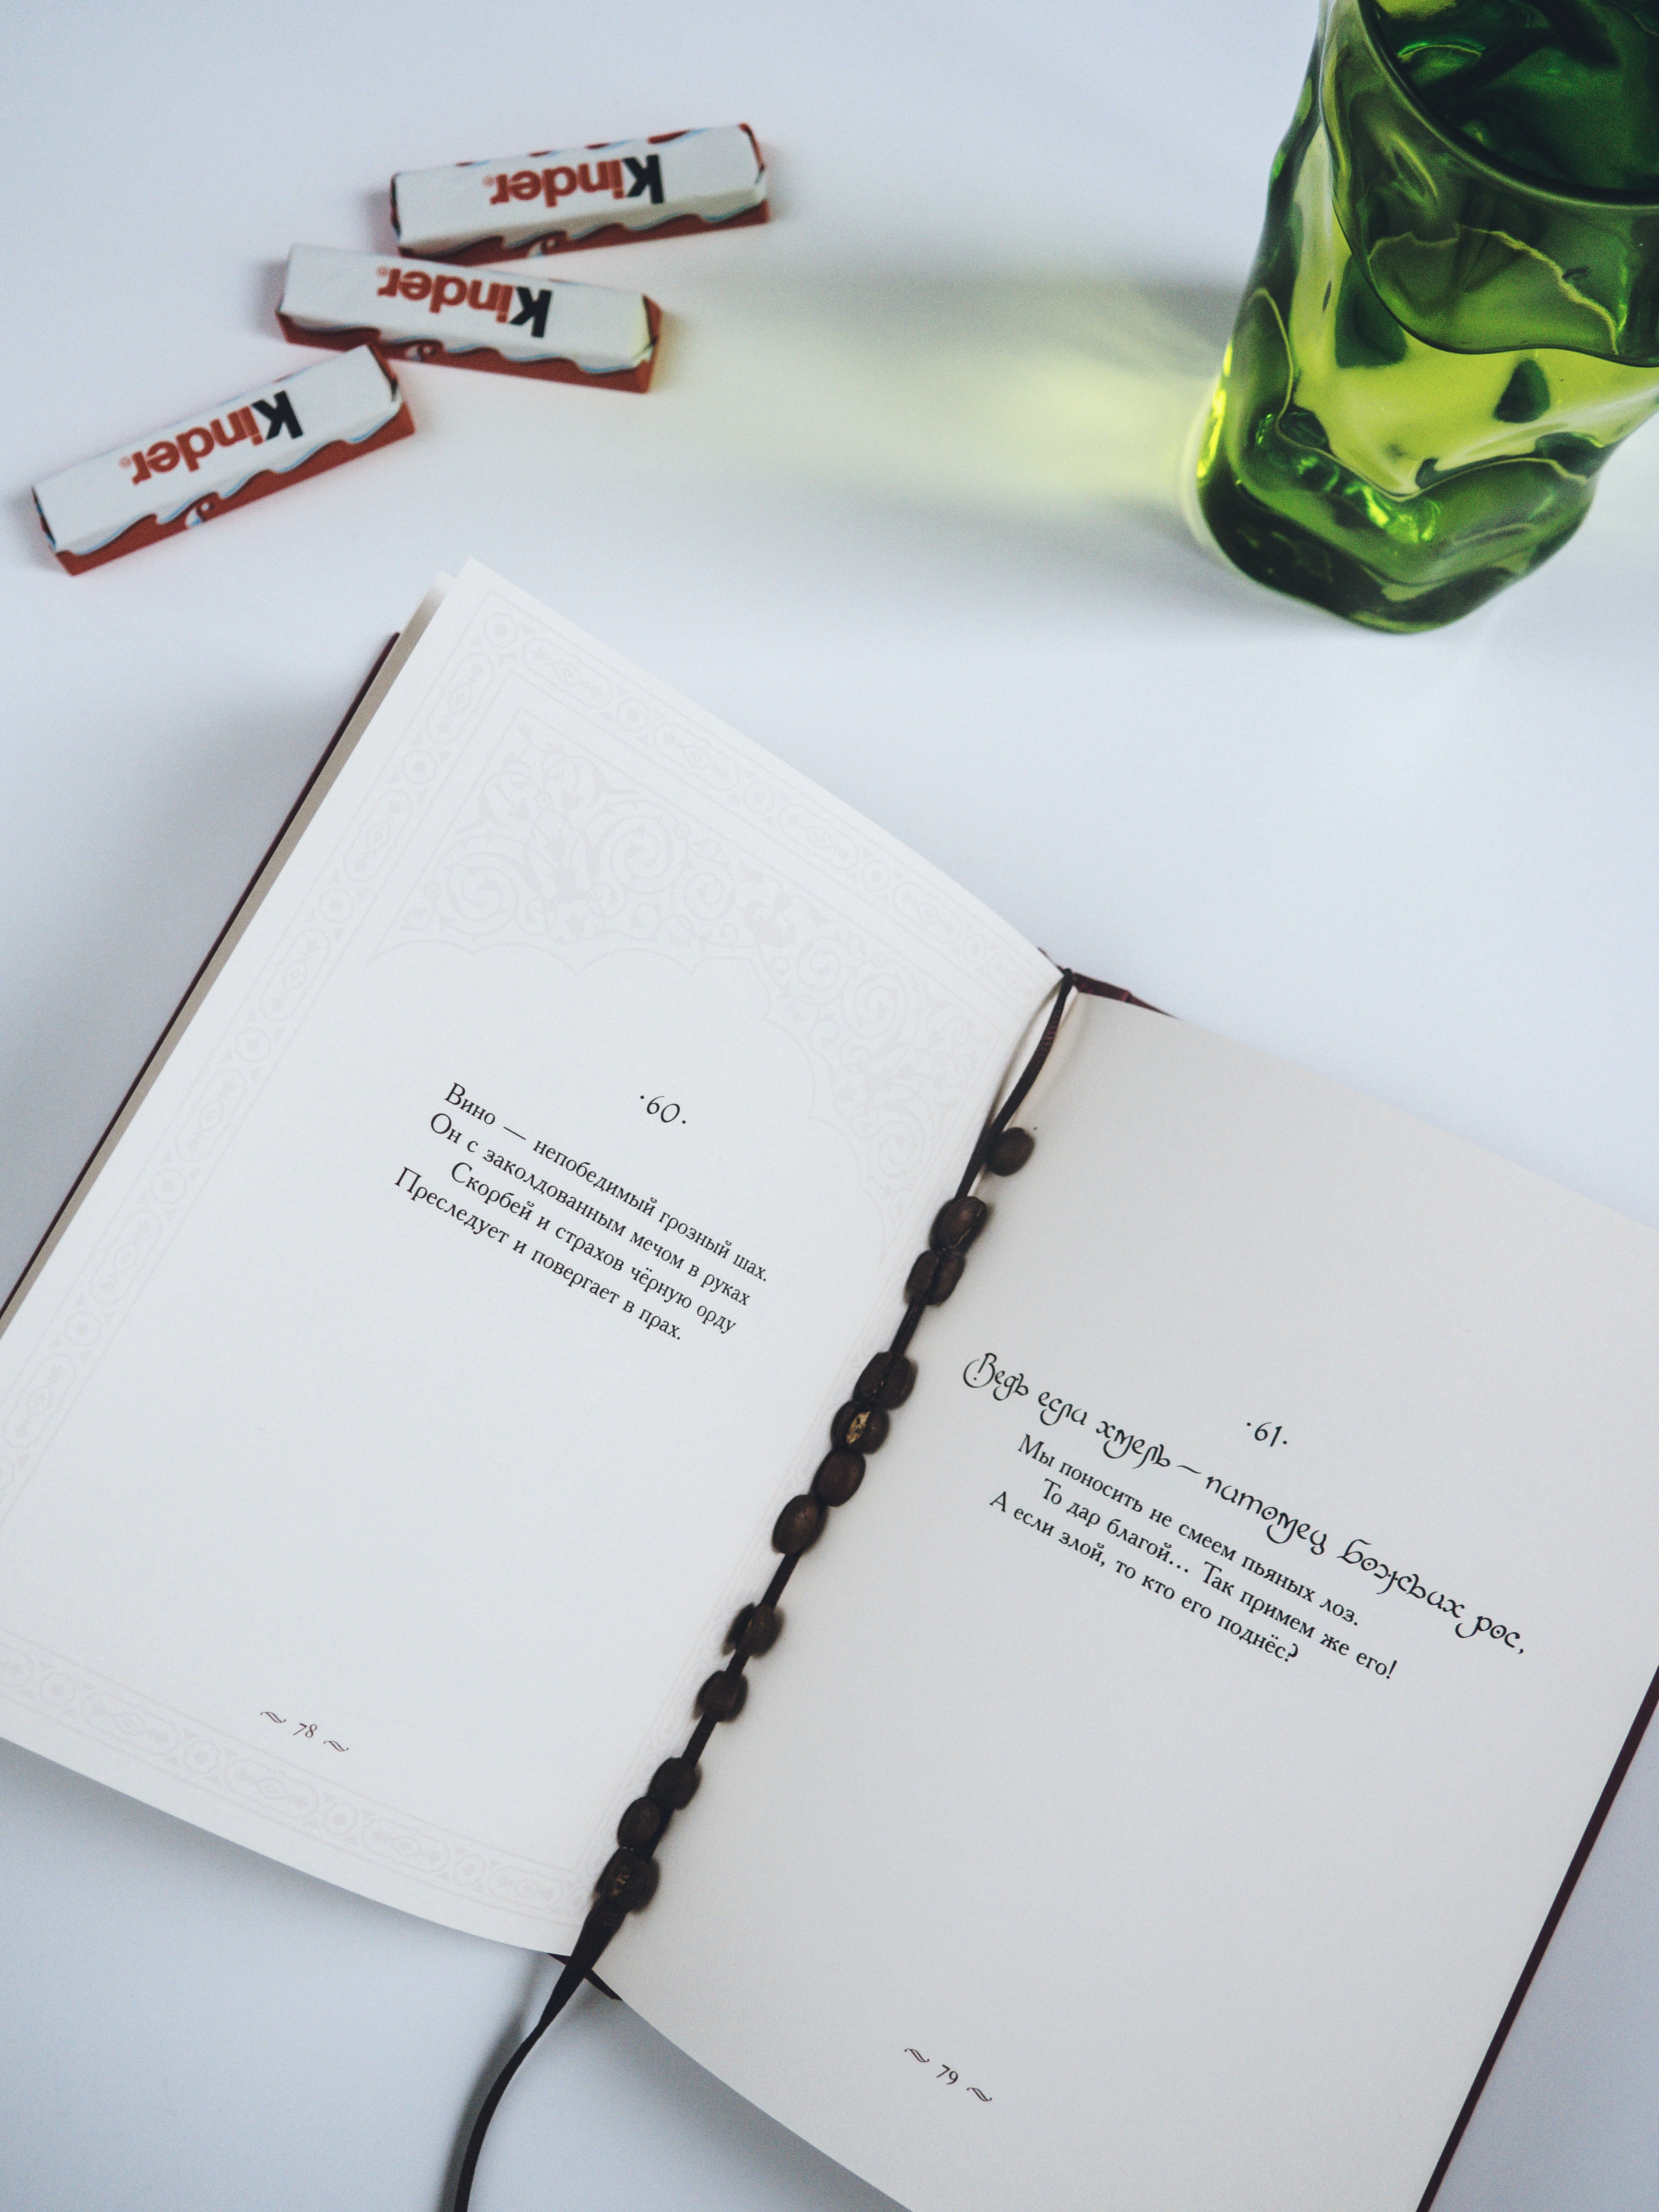 Kinder
Kinder
Kinder
·60·
Вино — непобедимый грозный шах.
Он с заколдованным мечом в руках
Скорбей и страхов чёрную орду
Преследует и повергает в прах.
78
·61·
Ведь если хмель — питомец божьих рос,
Мы поносить не смеем пьяных лоз.
То дар благой... Так примем же его!
А если злой, то кто его поднёс?
79